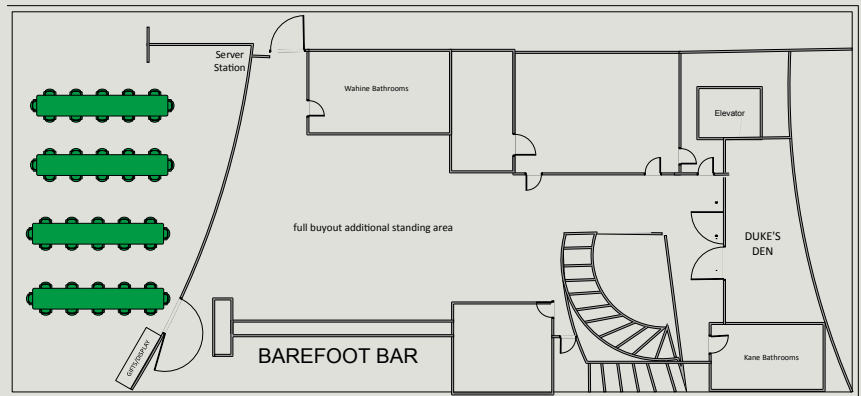 Server
Station
Wahine Bathrooms
Elevator
full buyout additional standing area
DUKE'S
DEN
GIFTS/DISPLAY
BAREFOOT BAR
Kane Bathrooms